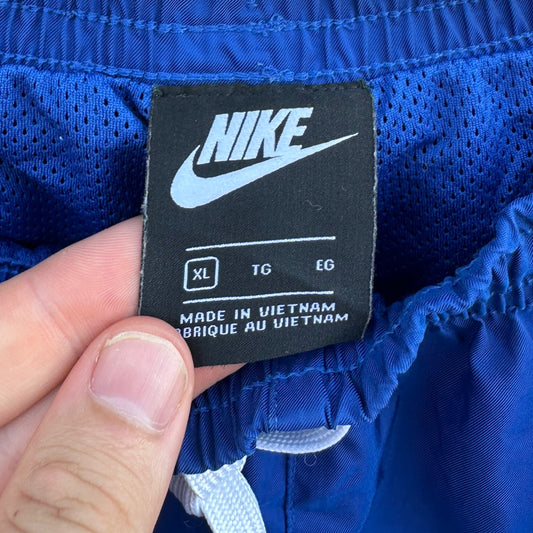 NIKE
XL TG EG
MADE IN VIETNAM
ABRIQUE AU VIETNAM